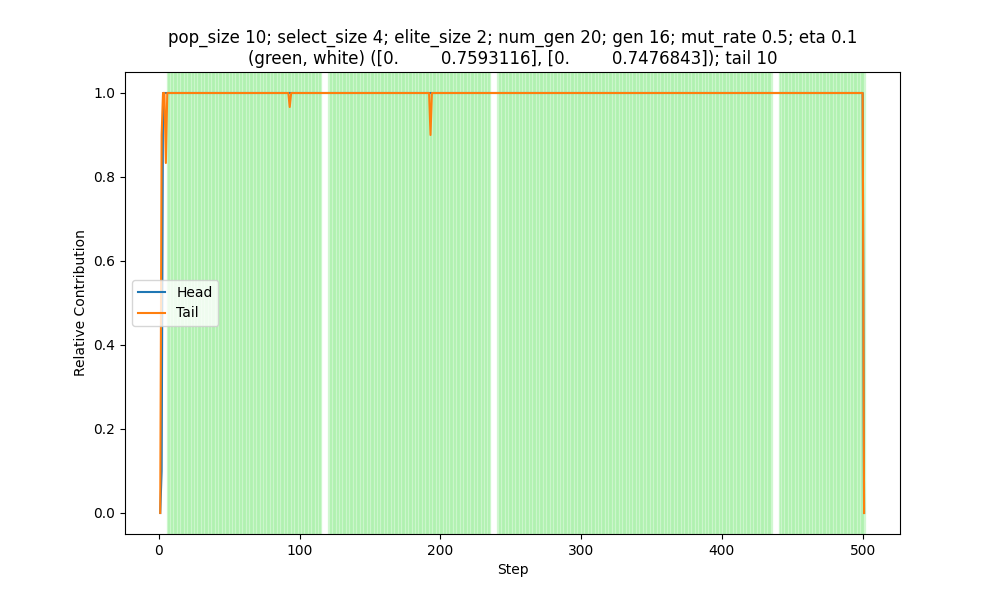 pop_size 10; select_size 4; elite_size 2; num_gen 20; gen 16; mut_rate 0.5; eta 0.1
(green, white) ([0.        0.7593116], [0.        0.7476843]); tail 10
Relative Contribution
1.0
0.8
0.6
0.4
0.2
0.0
Head
Tail
0
100
200
300
400
500
Step